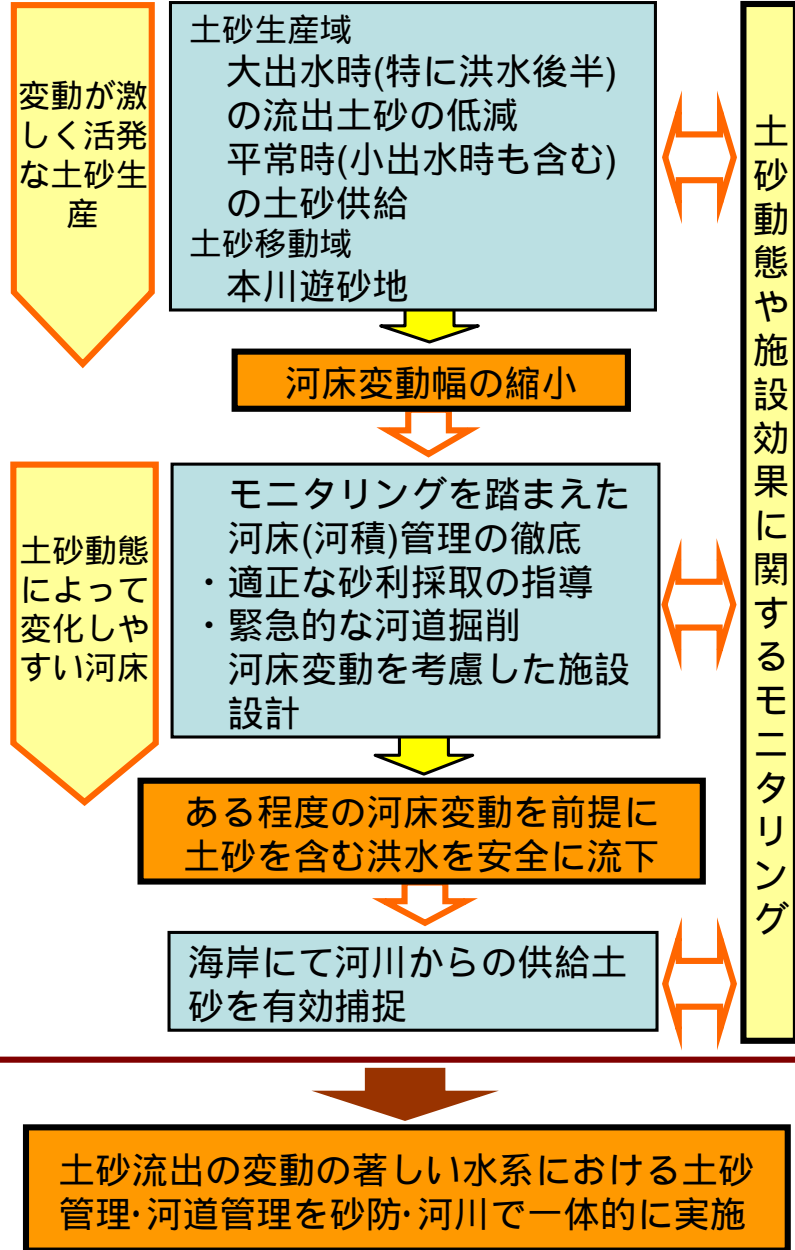 変動が激
しく活発
な土砂生
産
土砂生産域
大出水時(特に洪水後半)
の流出土砂の低減
平常時(小出水時も含む)
の土砂供給
土砂移動域
本川遊砂地
河床変動幅の縮小
土砂動態
によって
変化しや
すい河床
モニタリングを踏まえた
河床(河積)管理の徹底
・適正な砂利採取の指導
・緊急的な河道掘削
河床変動を考慮した施設
設計
ある程度の河床変動を前提に
土砂を含む洪水を安全に流下
海岸にて河川からの供給土
砂を有効捕捉
土砂動態や施設効果に関するモニタリング
土砂流出の変動の著しい水系における土砂
管理・河道管理を砂防・河川で一体的に実施